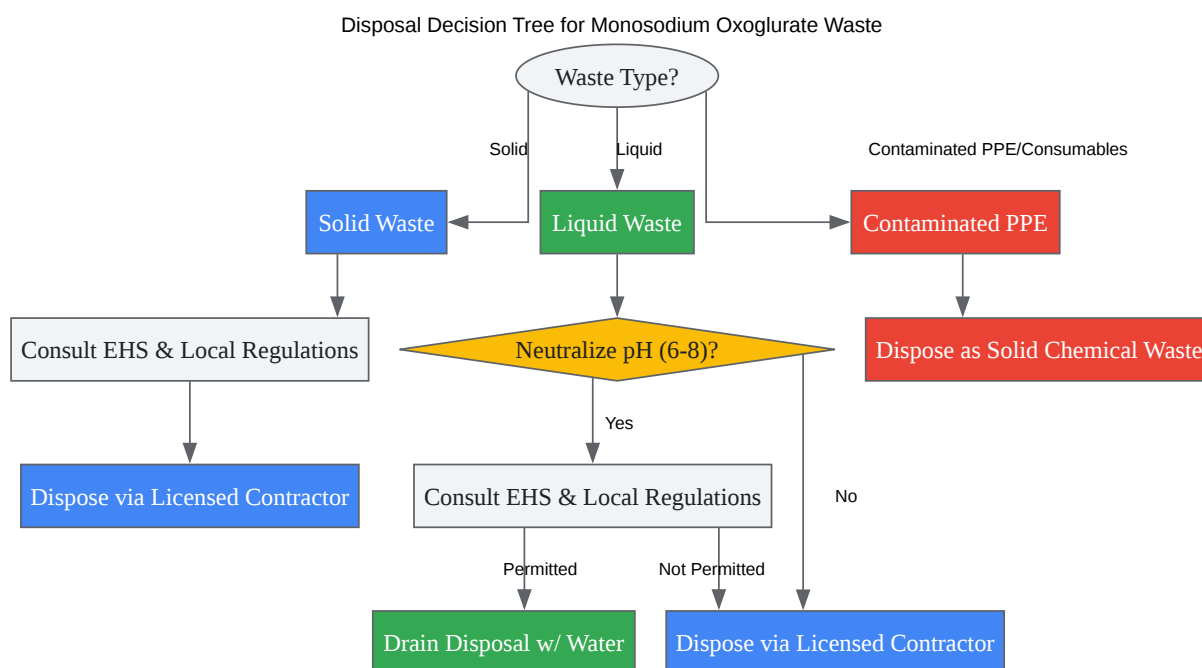 Disposal Decision Tree for Monosodium Oxoglurate Waste
Waste Type?
Solid
Liquid
Contaminated PPE/Consumables
Solid Waste
Liquid Waste
Contaminated PPE
Consult EHS & Local Regulations
Neutralize pH (6-8)?
Dispose as Solid Chemical Waste
Yes
Dispose via Licensed Contractor
Consult EHS & Local Regulations
No
Permitted
Not Permitted
Drain Disposal w/ Water
Dispose via Licensed Contractor